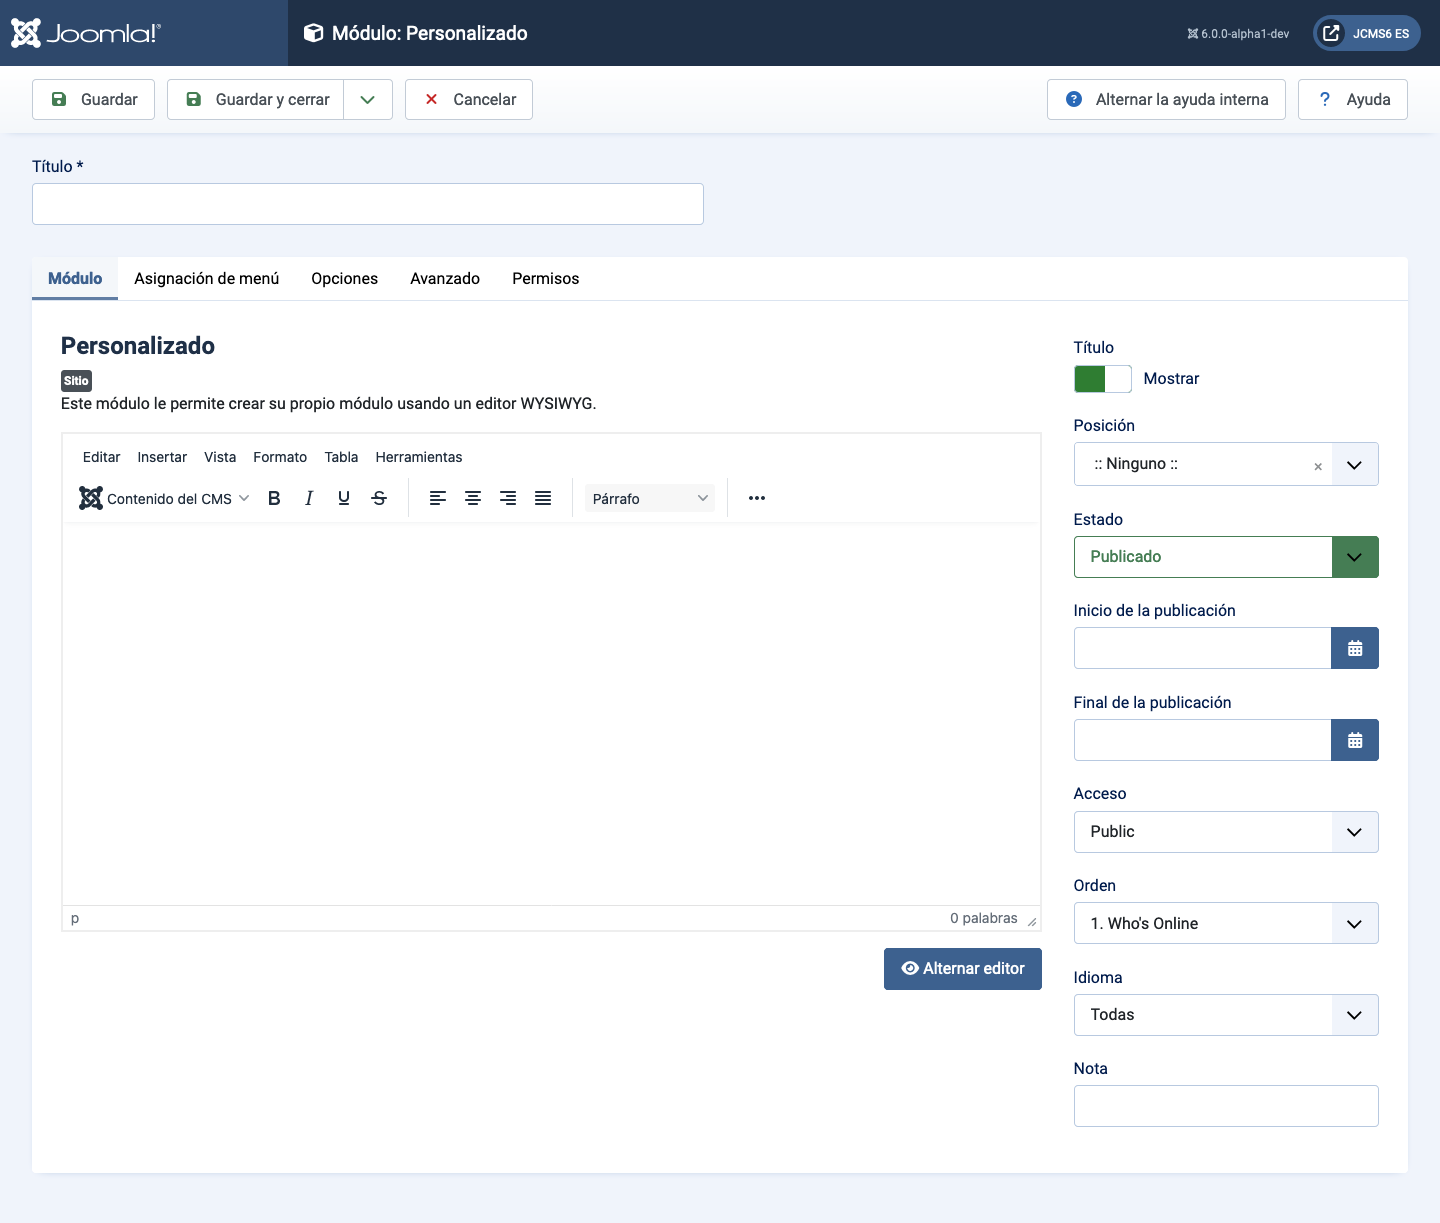 Joomla!®
Módulo: Personalizado
6.0.0-alpha1-dev
JCMS6 ES
Guardar
Guardar y cerrar
Cancelar
Alternar la ayuda interna
? Ayuda
Título *
Módulo
Asignación de menú
Opciones
Avanzado
Permisos
Personalizado
Sitio
Este módulo le permite crear su propio módulo usando un editor WYSIWYG.
Editar
Insertar
Vista
Formato
Tabla
Herramientas
Contenido del CMS
B
I
U
S
Párrafo
p
0 palabras
Alternar editor
Título
Mostrar
Posición
:: Ninguno ::
Estado
Publicado
Inicio de la publicación
Final de la publicación
Acceso
Public
Orden
1. Who's Online
Idioma
Todas
Nota